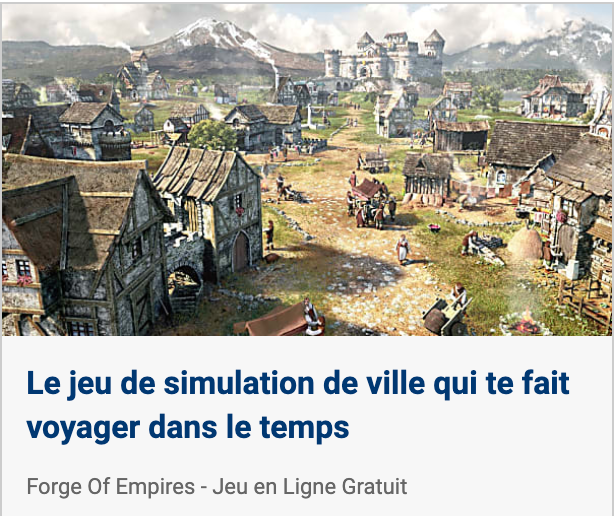 Le jeu de simulation de ville qui te fait
voyager dans le temps
Forge Of Empires - Jeu en Ligne Gratuit